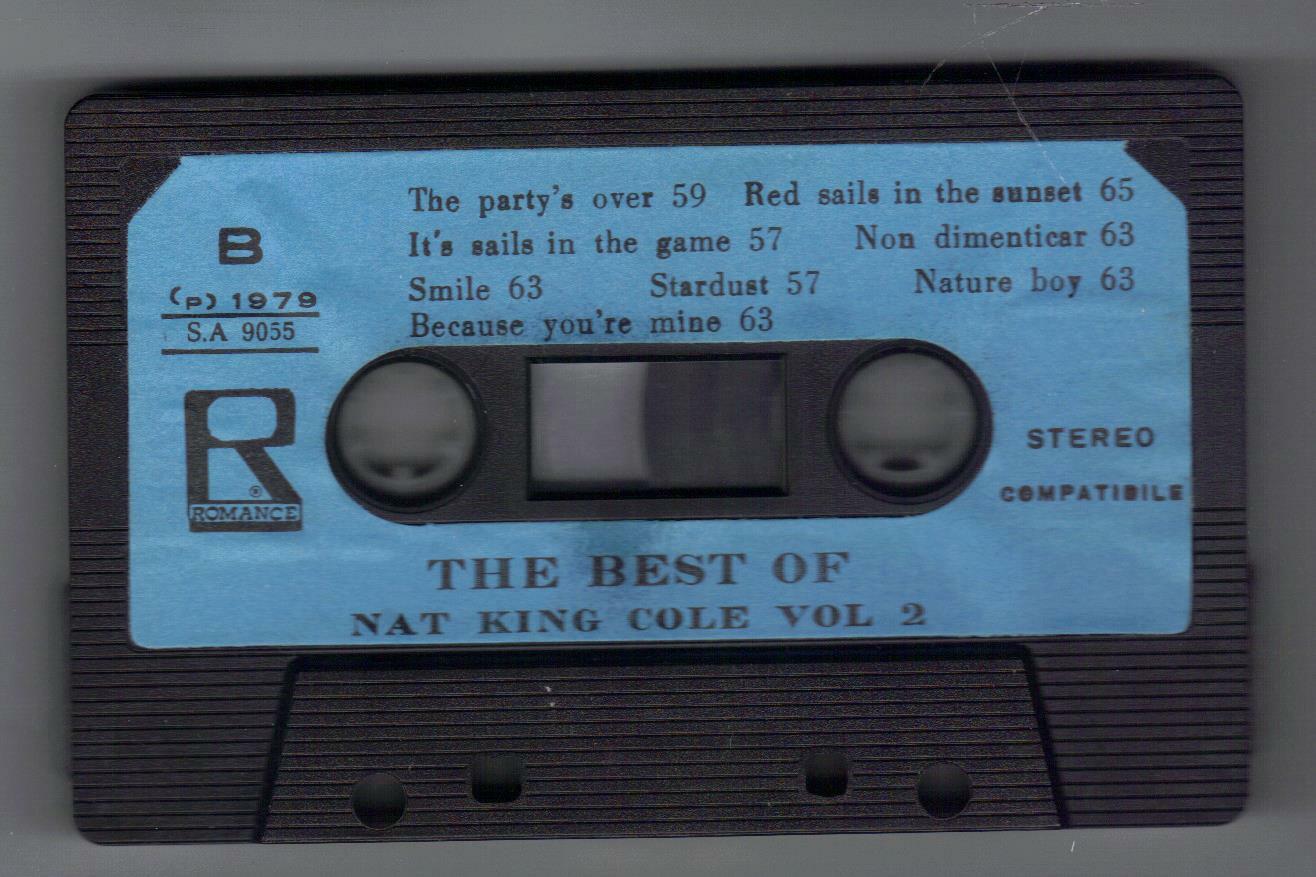 The party's over 59 Red sails in the sunset 65
It's sails in the game 57 Non dimenticar 63
Smile 63 Stardust 57 Nature boy 63
Because you're mine 63
B
(P) 1979
S.A 9055
R
®
ROMANCE
STEREO
COMPATIBILE
THE BEST OF
NAT KING COLE VOL 2